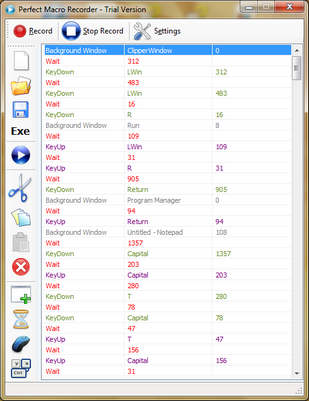 Perfect Macro Recorder - Trial Version
Record Stop Record Settings
Exe
Background Window ClipperWindow 0
Wait 312
KeyDown LWin 312
Wait 483
KeyDown LWin 483
Wait 16
KeyDown R 16
Background Window Run 8
Wait 109
KeyUp LWin 109
Wait 31
KeyUp R 31
Wait 905
KeyDown Return 905
Background Window Program Manager 0
Wait 94
KeyUp Return 94
Background Window Untitled - Notepad 108
Wait 1357
KeyDown Capital 1357
Wait 203
KeyUp Capital 203
Wait 280
KeyDown T 280
Wait 78
KeyDown Capital 78
Wait 47
KeyUp T 47
Wait 156
KeyUp Capital 156
Wait 31
Y X
Ctrl